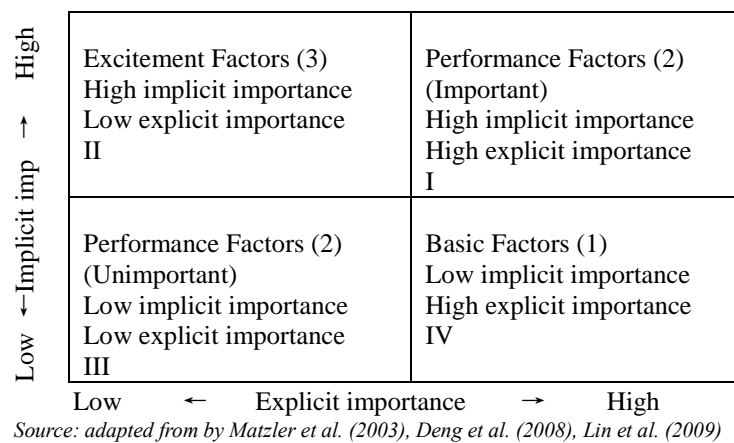 High
→
Implicit imp
←
Low
Excitement Factors (3)
High implicit importance
Low explicit importance
II
Performance Factors (2)
(Important)
High implicit importance
High explicit importance
I
Performance Factors (2)
(Unimportant)
Low implicit importance
Low explicit importance
III
Basic Factors (1)
Low implicit importance
High explicit importance
IV
Low ← Explicit importance → High
Source: adapted from by Matzler et al. (2003), Deng et al. (2008), Lin et al. (2009)